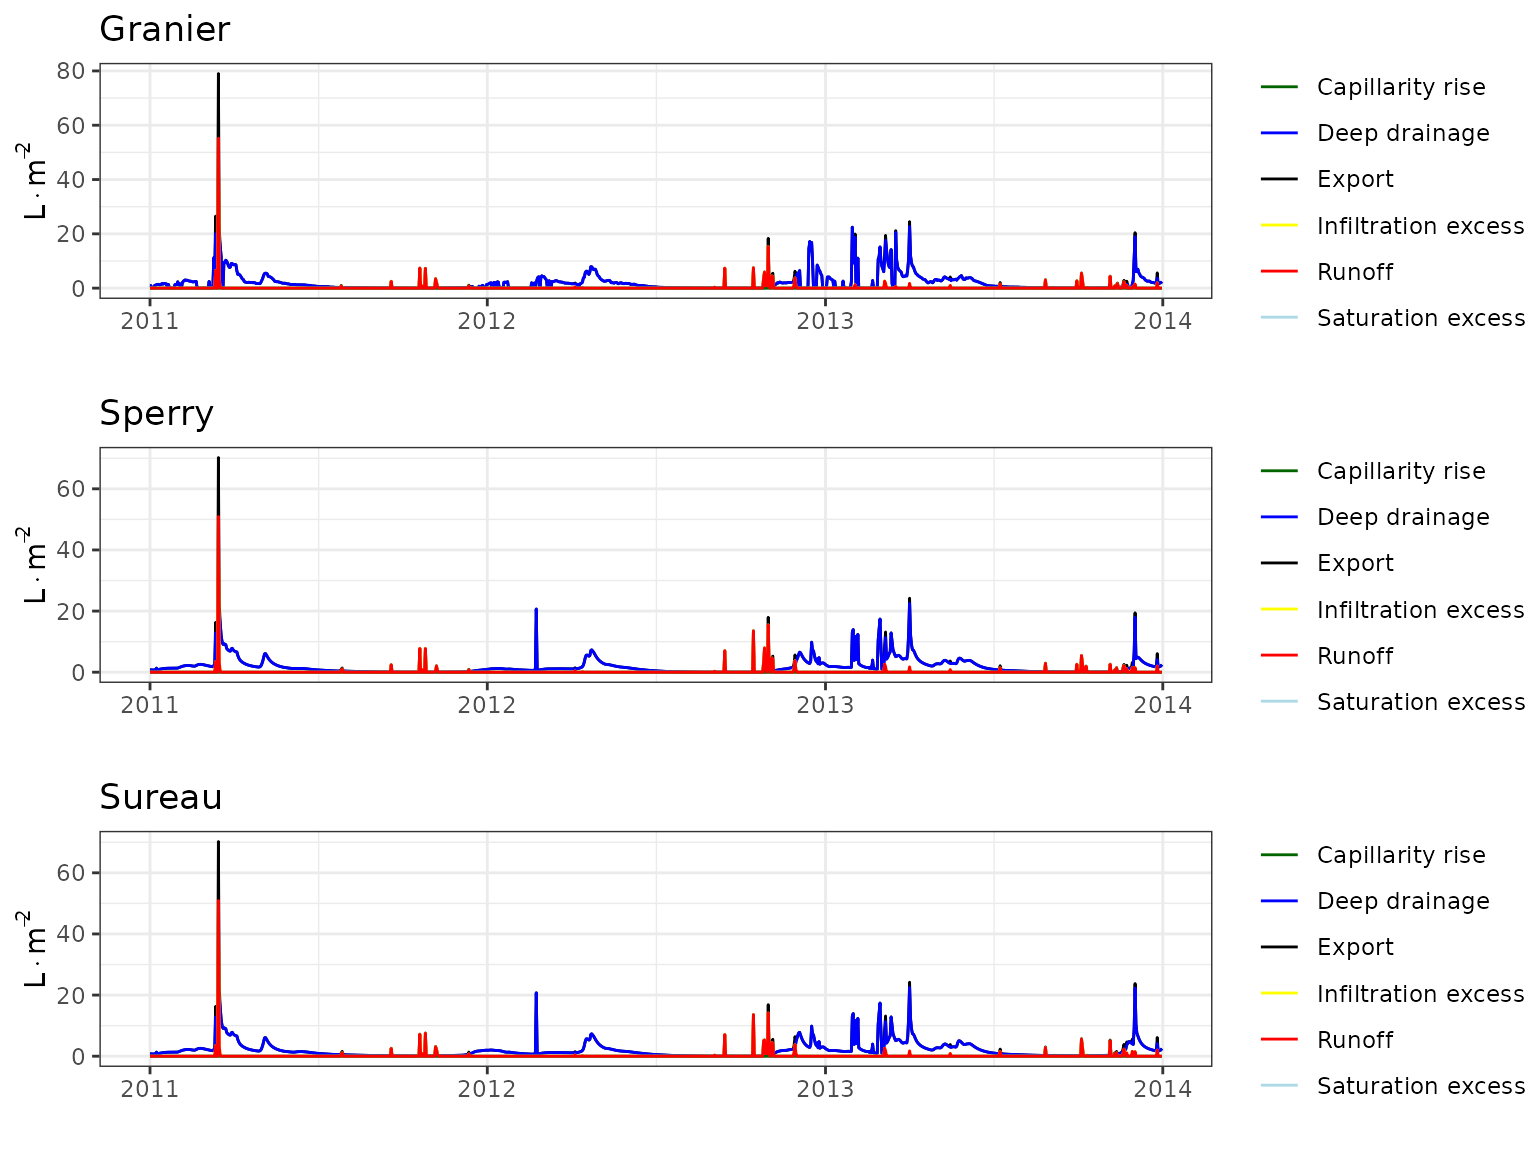 Granier
80
60
40
20
0
L · m⁻²
2011 2012 2013 2014
Capillarity rise
Deep drainage
Export
Infiltration excess
Runoff
Saturation excess
Sperry
60
40
20
0
L · m⁻²
2011 2012 2013 2014
Capillarity rise
Deep drainage
Export
Infiltration excess
Runoff
Saturation excess
Sureau
60
40
20
0
L · m⁻²
2011 2012 2013 2014
Capillarity rise
Deep drainage
Export
Infiltration excess
Runoff
Saturation excess